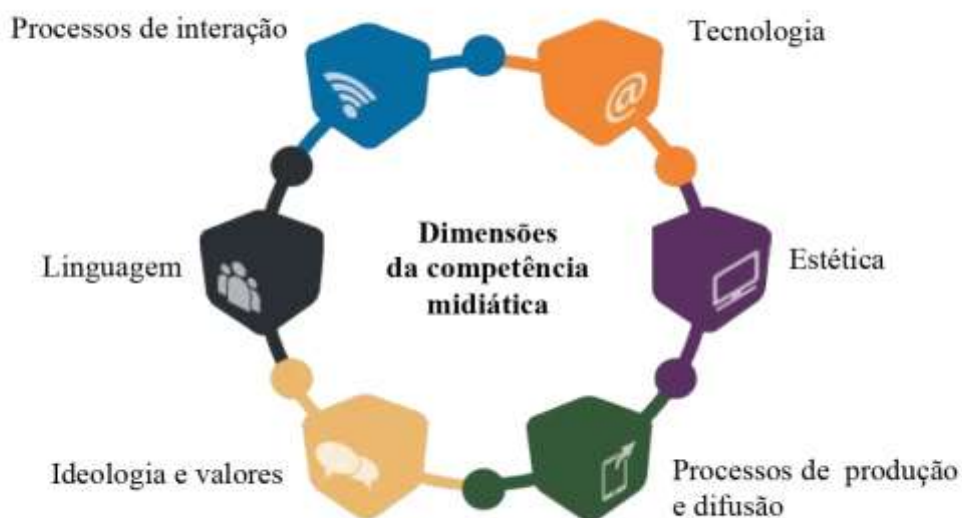 Processos de interação
Tecnologia
Dimensões
da competência
midiática
Linguagem
Estética
Ideologia e valores
Processos de produção
e difusão
@